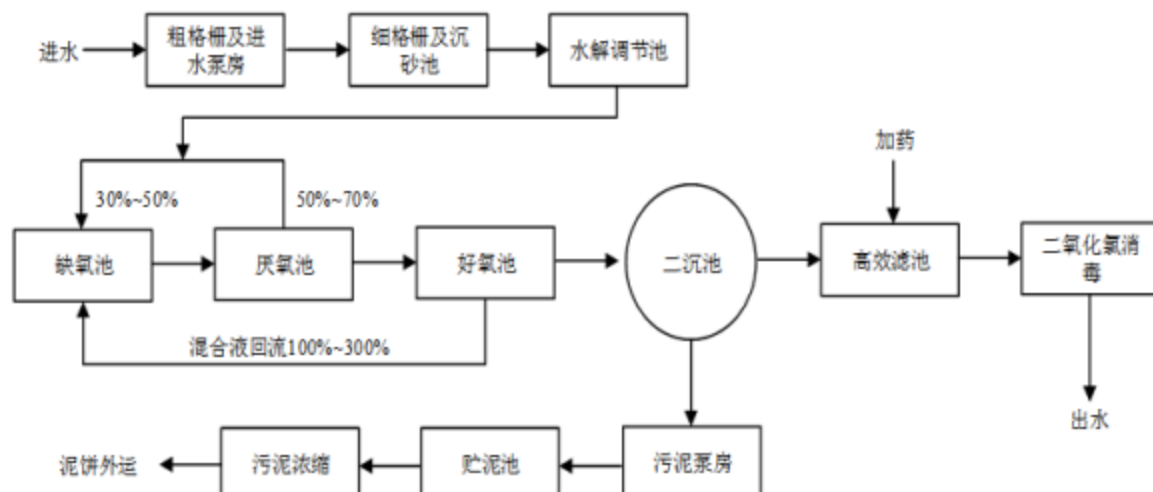 进水
粗格栅及进
水泵房
细格栅及沉
砂池
水解调节池
加药
30%~50%
50%~70%
缺氧池
厌氧池
好氧池
二沉池
高效滤池
二氧化氯消
毒
混合液回流100%~300%
出水
泥饼外运
污泥浓缩
贮泥池
污泥泵房